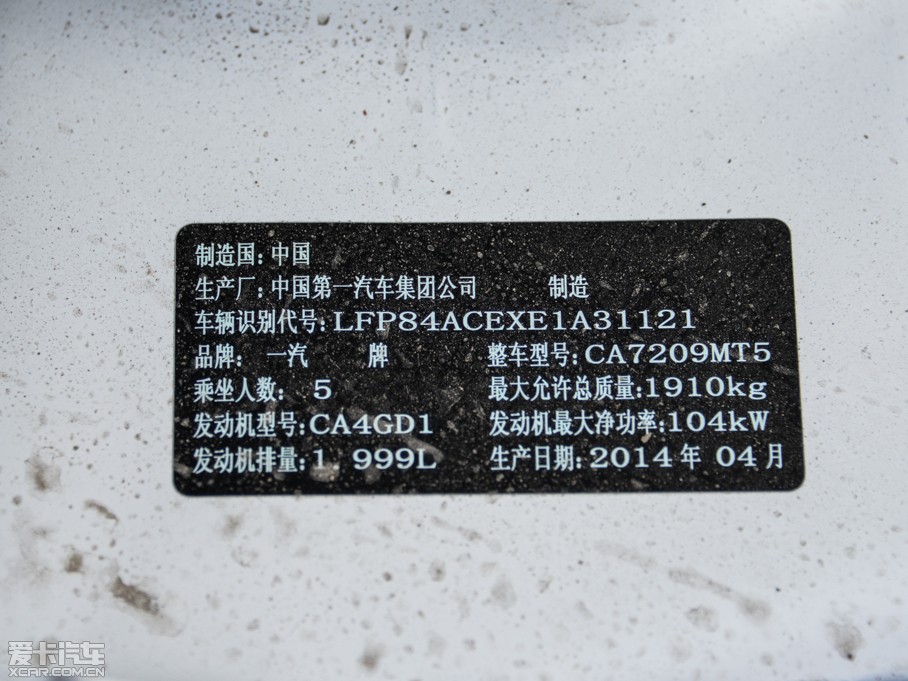 制造国：中国
生产厂：中国第一汽车集团公司 制造
车辆识别代号：LFP84ACEXE1A31121
品牌： 一汽 牌 整车型号：CA7209MT5
乘坐人数： 5 最大允许总质量：1910kg
发动机型号：CA4GD1 发动机最大净功率：104kW
发动机排量：1 999L 生产日期：2014 年 04 月
爱卡汽车
XCAR.COM.CN